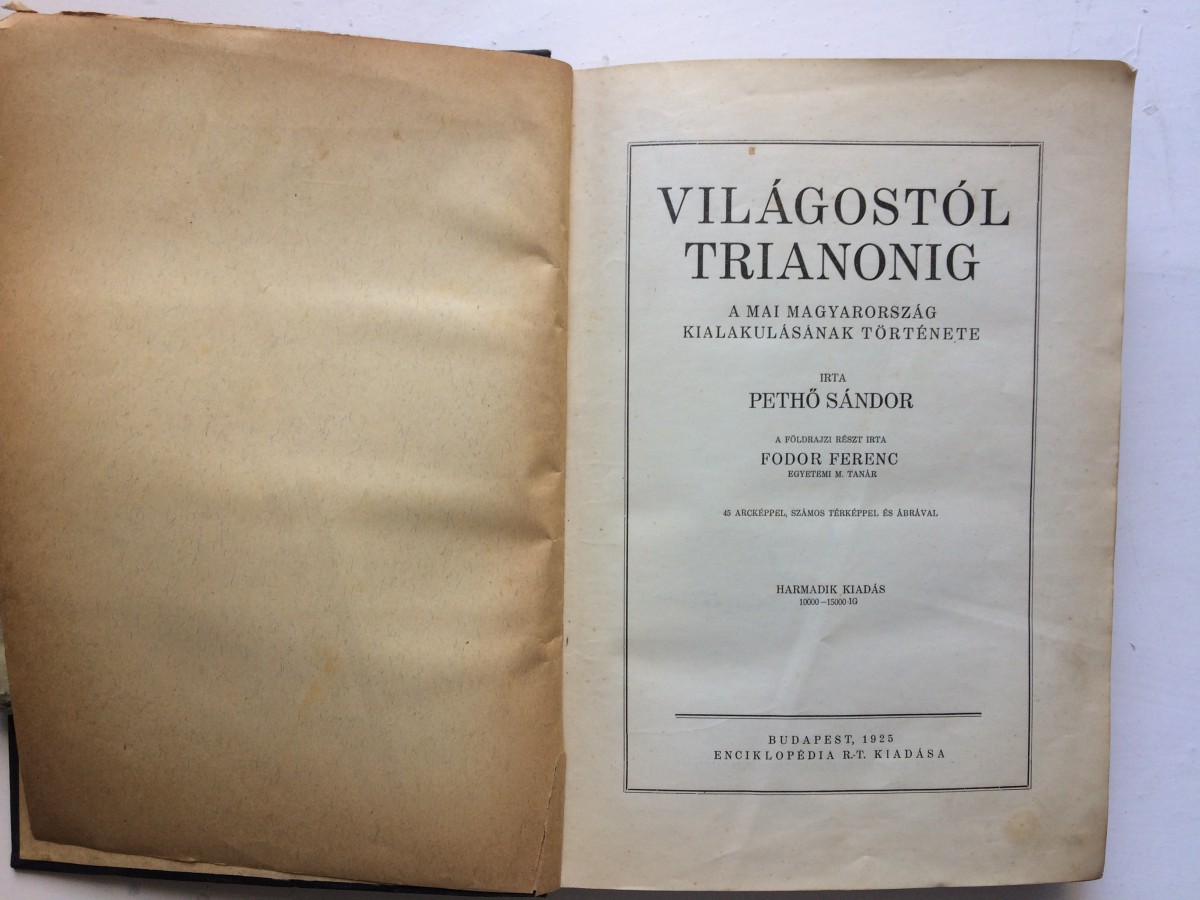 VILÁGOSTÓL
TRIANONIG
A MAI MAGYARORSZÁG
KIALAKULÁSÁNAK TÖRTÉNETE
IRTA
PETHŐ SÁNDOR
A FÖLDRAJZI RÉSZT IRTA
FODOR FERENC
EGYETEMI M. TANÁR
45 ARCKÉPPEL, SZÁMOS TÉRKÉPPEL ÉS ÁBRÁVAL
HARMADIK KIADÁS
10000—15000-IG
BUDAPEST, 1925
ENCIKLOPÉDIA R.-T. KIADÁSA